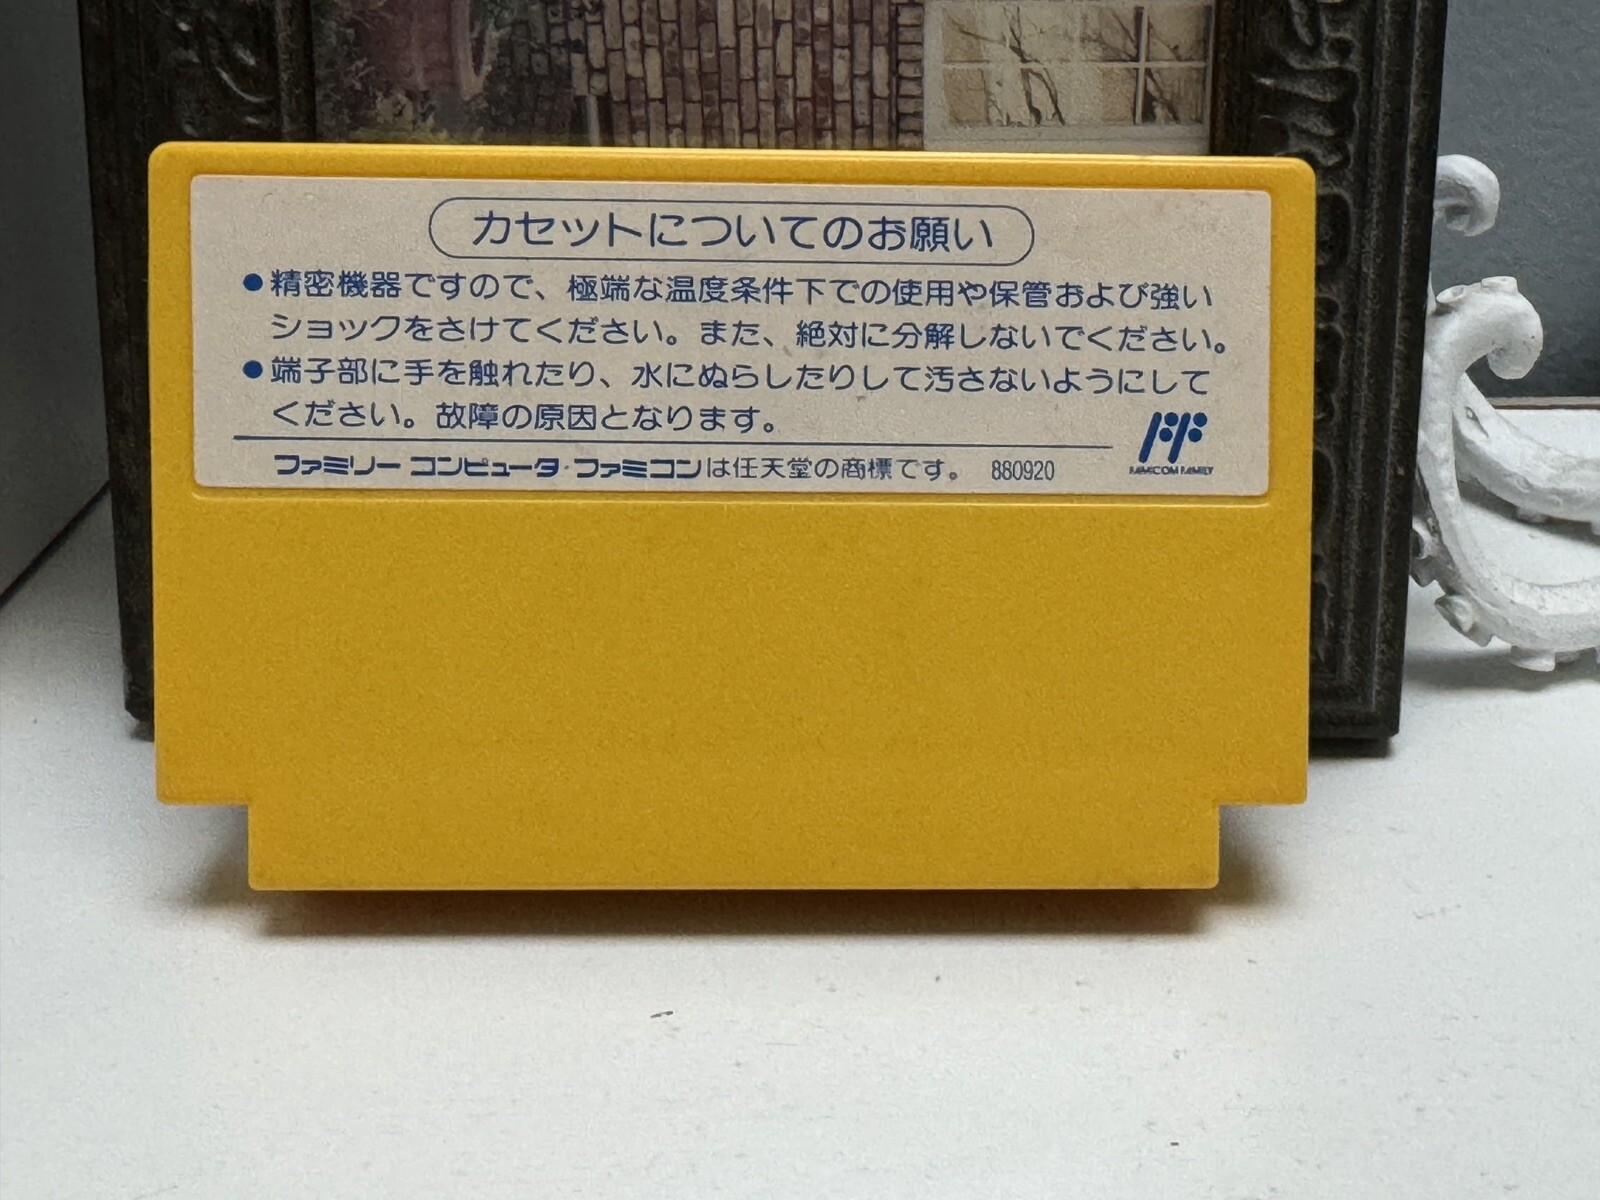 カセットについてのお願い
●精密機器ですので、極端な温度条件下での使用や保管および強い
ショックをさけてください。また、絶対に分解しないでください。
●端子部に手を触れたり、水にぬらしたりして汚さないようにして
ください。故障の原因となります。
ファミリー コンピュータ・ファミコンは任天堂の商標です。 880920
FF
FAMICOM FAMILY